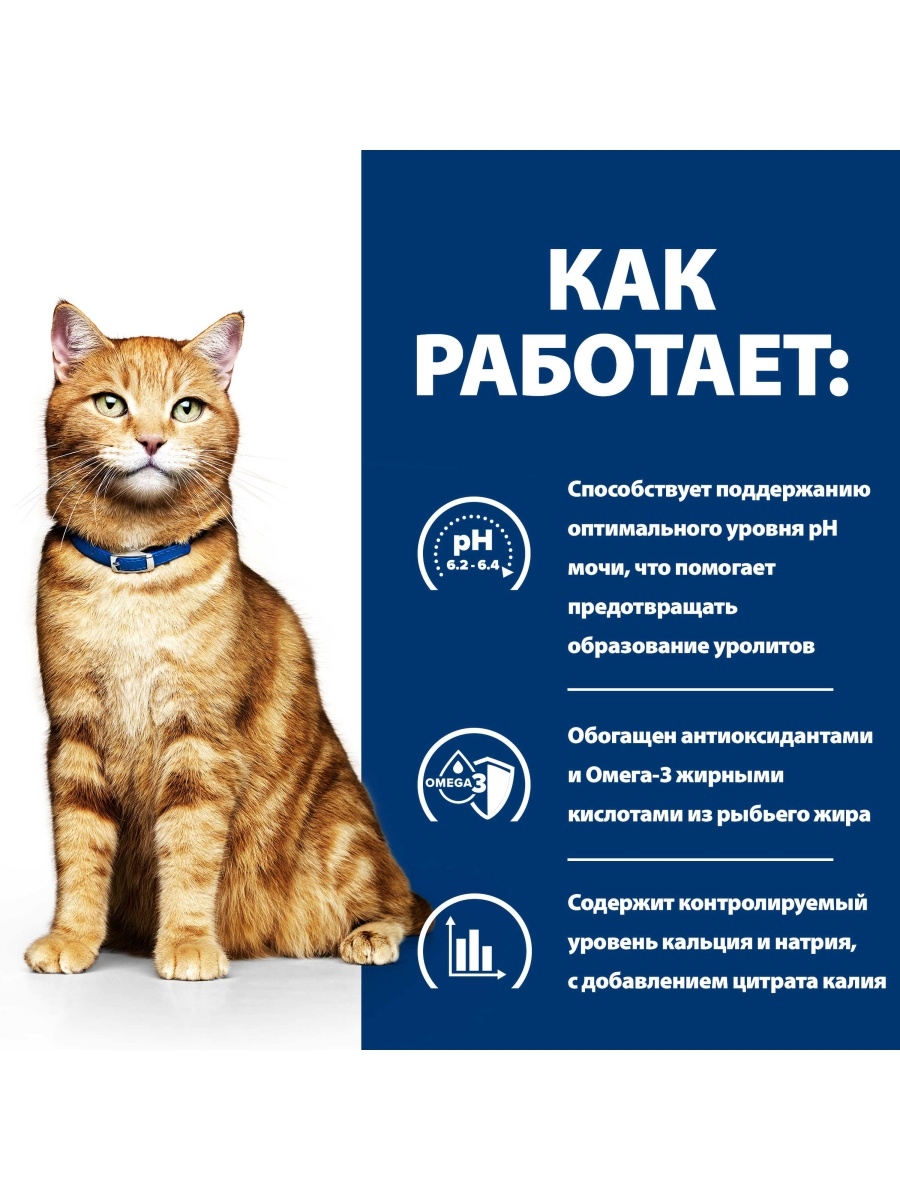 КАК
РАБОТАЕТ:
pH
6.2 - 6.4
Способствует поддержанию
оптимального уровня pH
мочи, что помогает
предотвращать
образование уролитов
OMEGA 3
Обогащен антиоксидантами
и Омега-3 жирными
кислотами из рыбьего жира
Содержит контролируемый
уровень кальция и натрия,
с добавлением цитрата калия